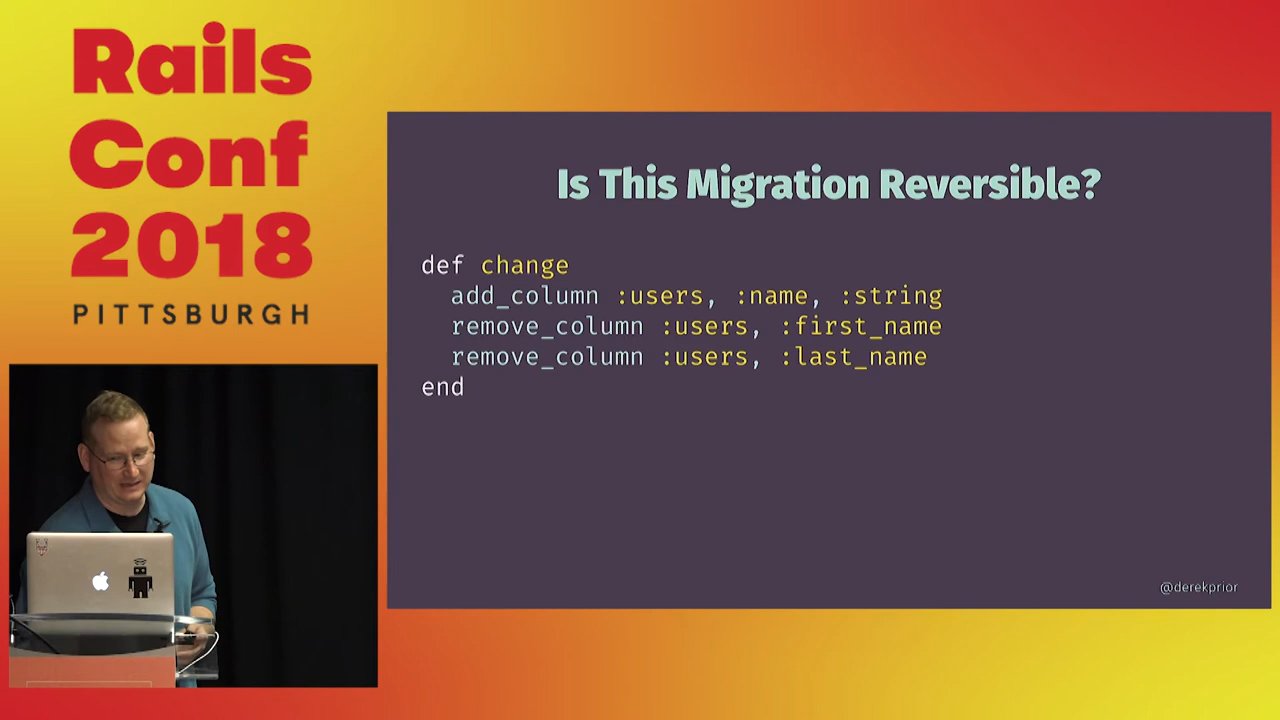 Rails
Conf
2018
PITTSBURGH
Is This Migration Reversible?
def change
  add_column :users, :name, :string
  remove_column :users, :first_name
  remove_column :users, :last_name
end
@derekprior